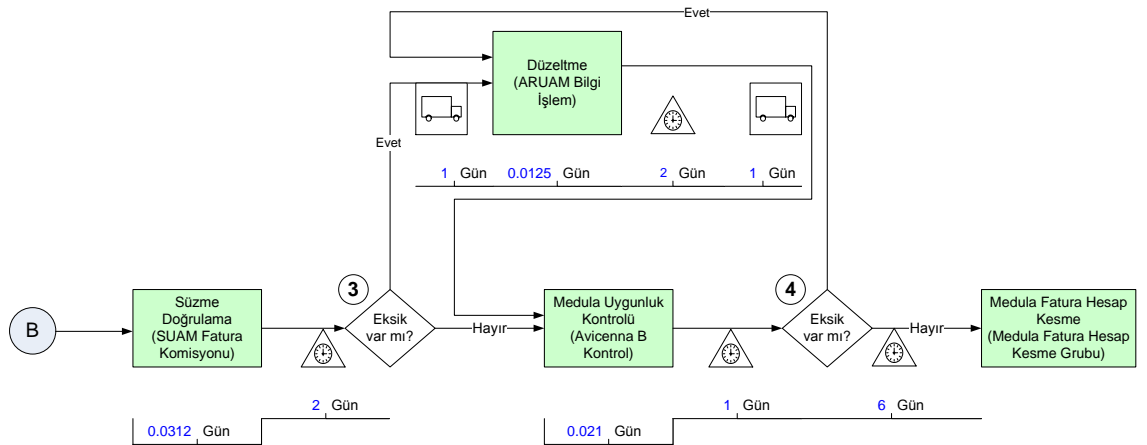 Evet
Düzeltme
(ARUAM Bilgi
İşlem)
Evet
1 Gün 0.0125 Gün 2 Gün 1 Gün
B
Süzme
Doğrulama
(SUAM Fatura
Komisyonu)
3
Eksik
var mı?
Hayır
Medula Uygunluk
Kontrolü
(Avicenna B
Kontrol)
4
Eksik
var mı?
Hayır
Medula Fatura Hesap
Kesme
(Medula Fatura Hesap
Kesme Grubu)
2 Gün
0.0312 Gün
1 Gün
6 Gün
0.021 Gün